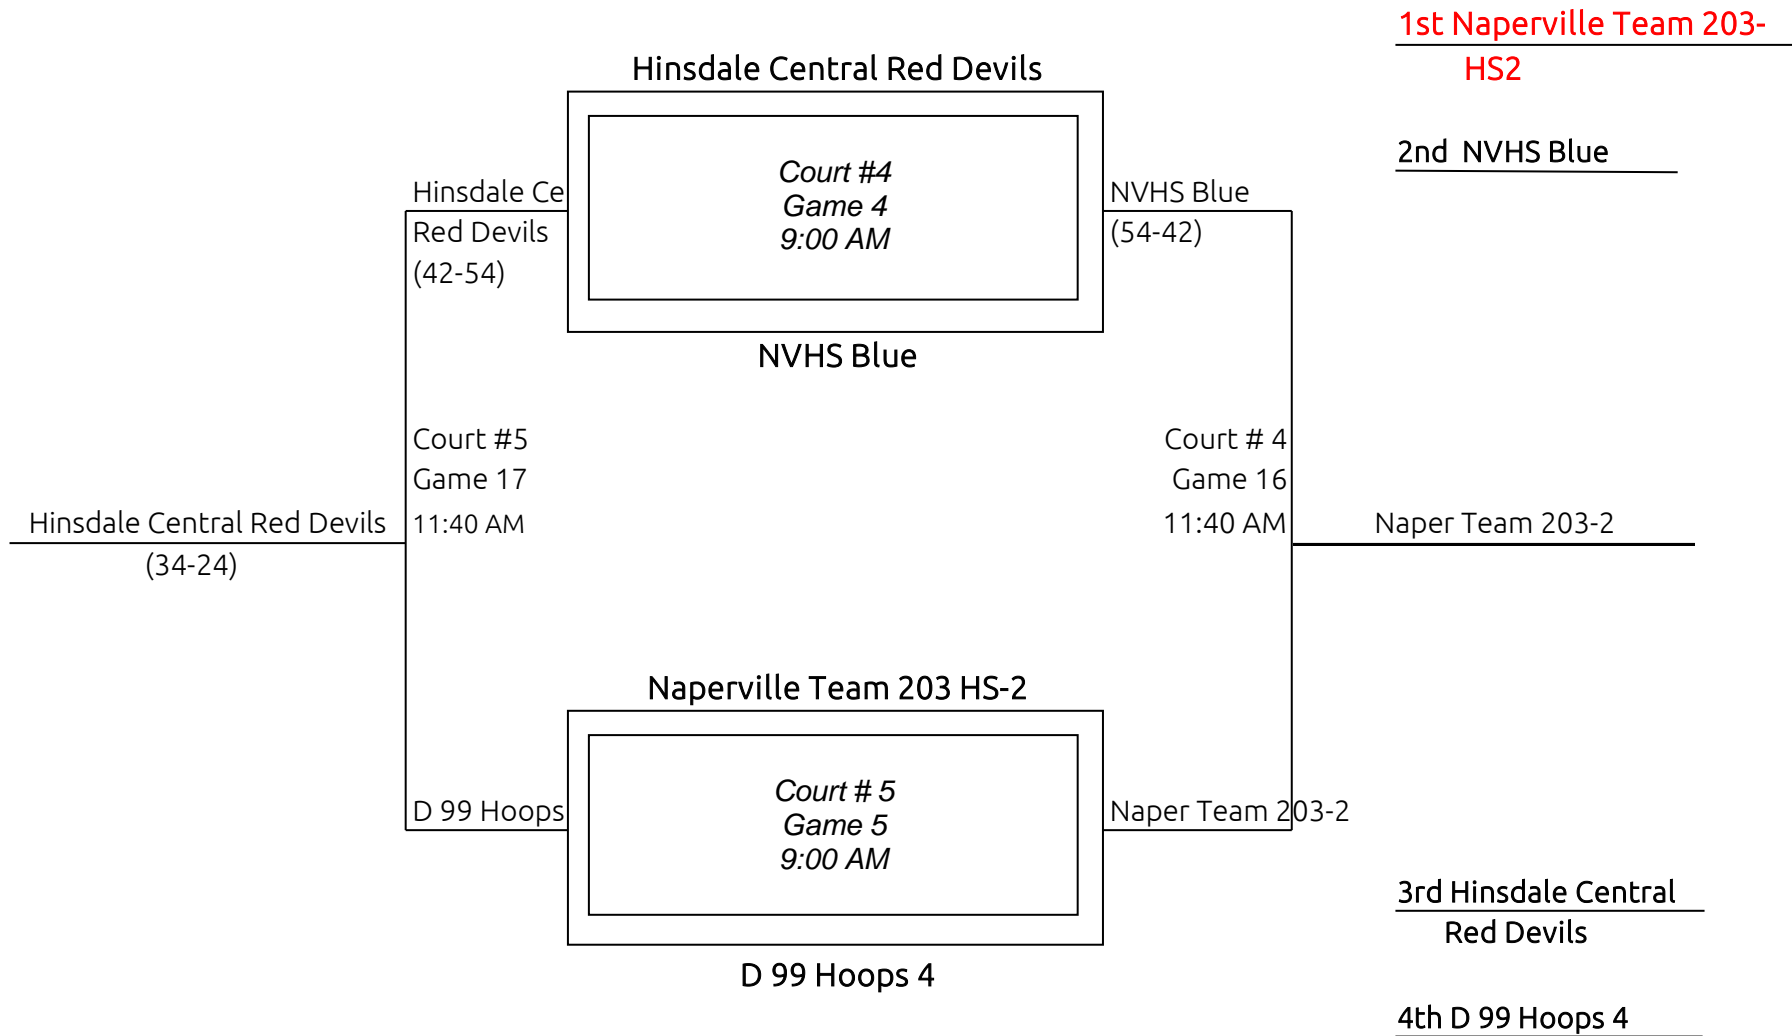 1st Naperville Team 203-
HS2
Hinsdale Central Red Devils
2nd  NVHS Blue
Court #4
Game 4
9:00 AM
Hinsdale Ce
Red Devils
(42-54)
NVHS Blue
(54-42)
NVHS Blue
Court #5
Game 17
11:40 AM
Court # 4
Game 16
11:40 AM
Hinsdale Central Red Devils
(34-24)
Naper Team 203-2
Naperville Team 203 HS-2
D 99 Hoops
Court # 5
Game 5
9:00 AM
Naper Team 203-2
D 99 Hoops 4
3rd Hinsdale Central
Red Devils
4th D 99 Hoops 4